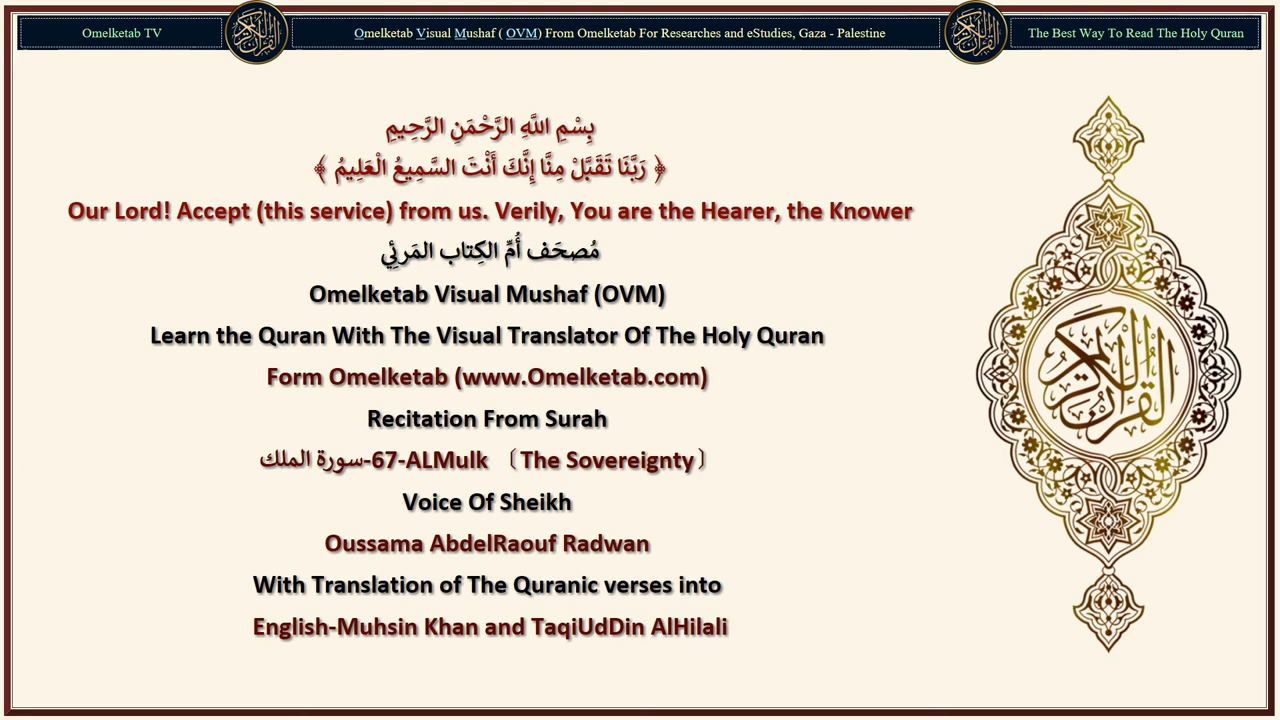 Omelketab TV
Omelketab Visual Mushaf ( OVM) From Omelketab For Researches and eStudies, Gaza - Palestine
The Best Way To Read The Holy Quran
بِسْمِ اللَّهِ الرَّحْمَنِ الرَّحِيمِ
﴿ رَبَّنَا تَقَبَّلْ مِنَّا إِنَّكَ أَنْتَ السَّمِيعُ الْعَلِيمُ ﴾
Our Lord! Accept (this service) from us. Verily, You are the Hearer, the Knower
مُصحَف أُمِّ الكِتاب المَرئِي
Omelketab Visual Mushaf (OVM)
Learn the Quran With The Visual Translator Of The Holy Quran
Form Omelketab (www.Omelketab.com)
Recitation From Surah
سورة الملك-67-ALMulk 〔The Sovereignty〕
Voice Of Sheikh
Oussama AbdelRaouf Radwan
With Translation of The Quranic verses into
English-Muhsin Khan and TaqiUdDin AlHilali
القرآن الكريم